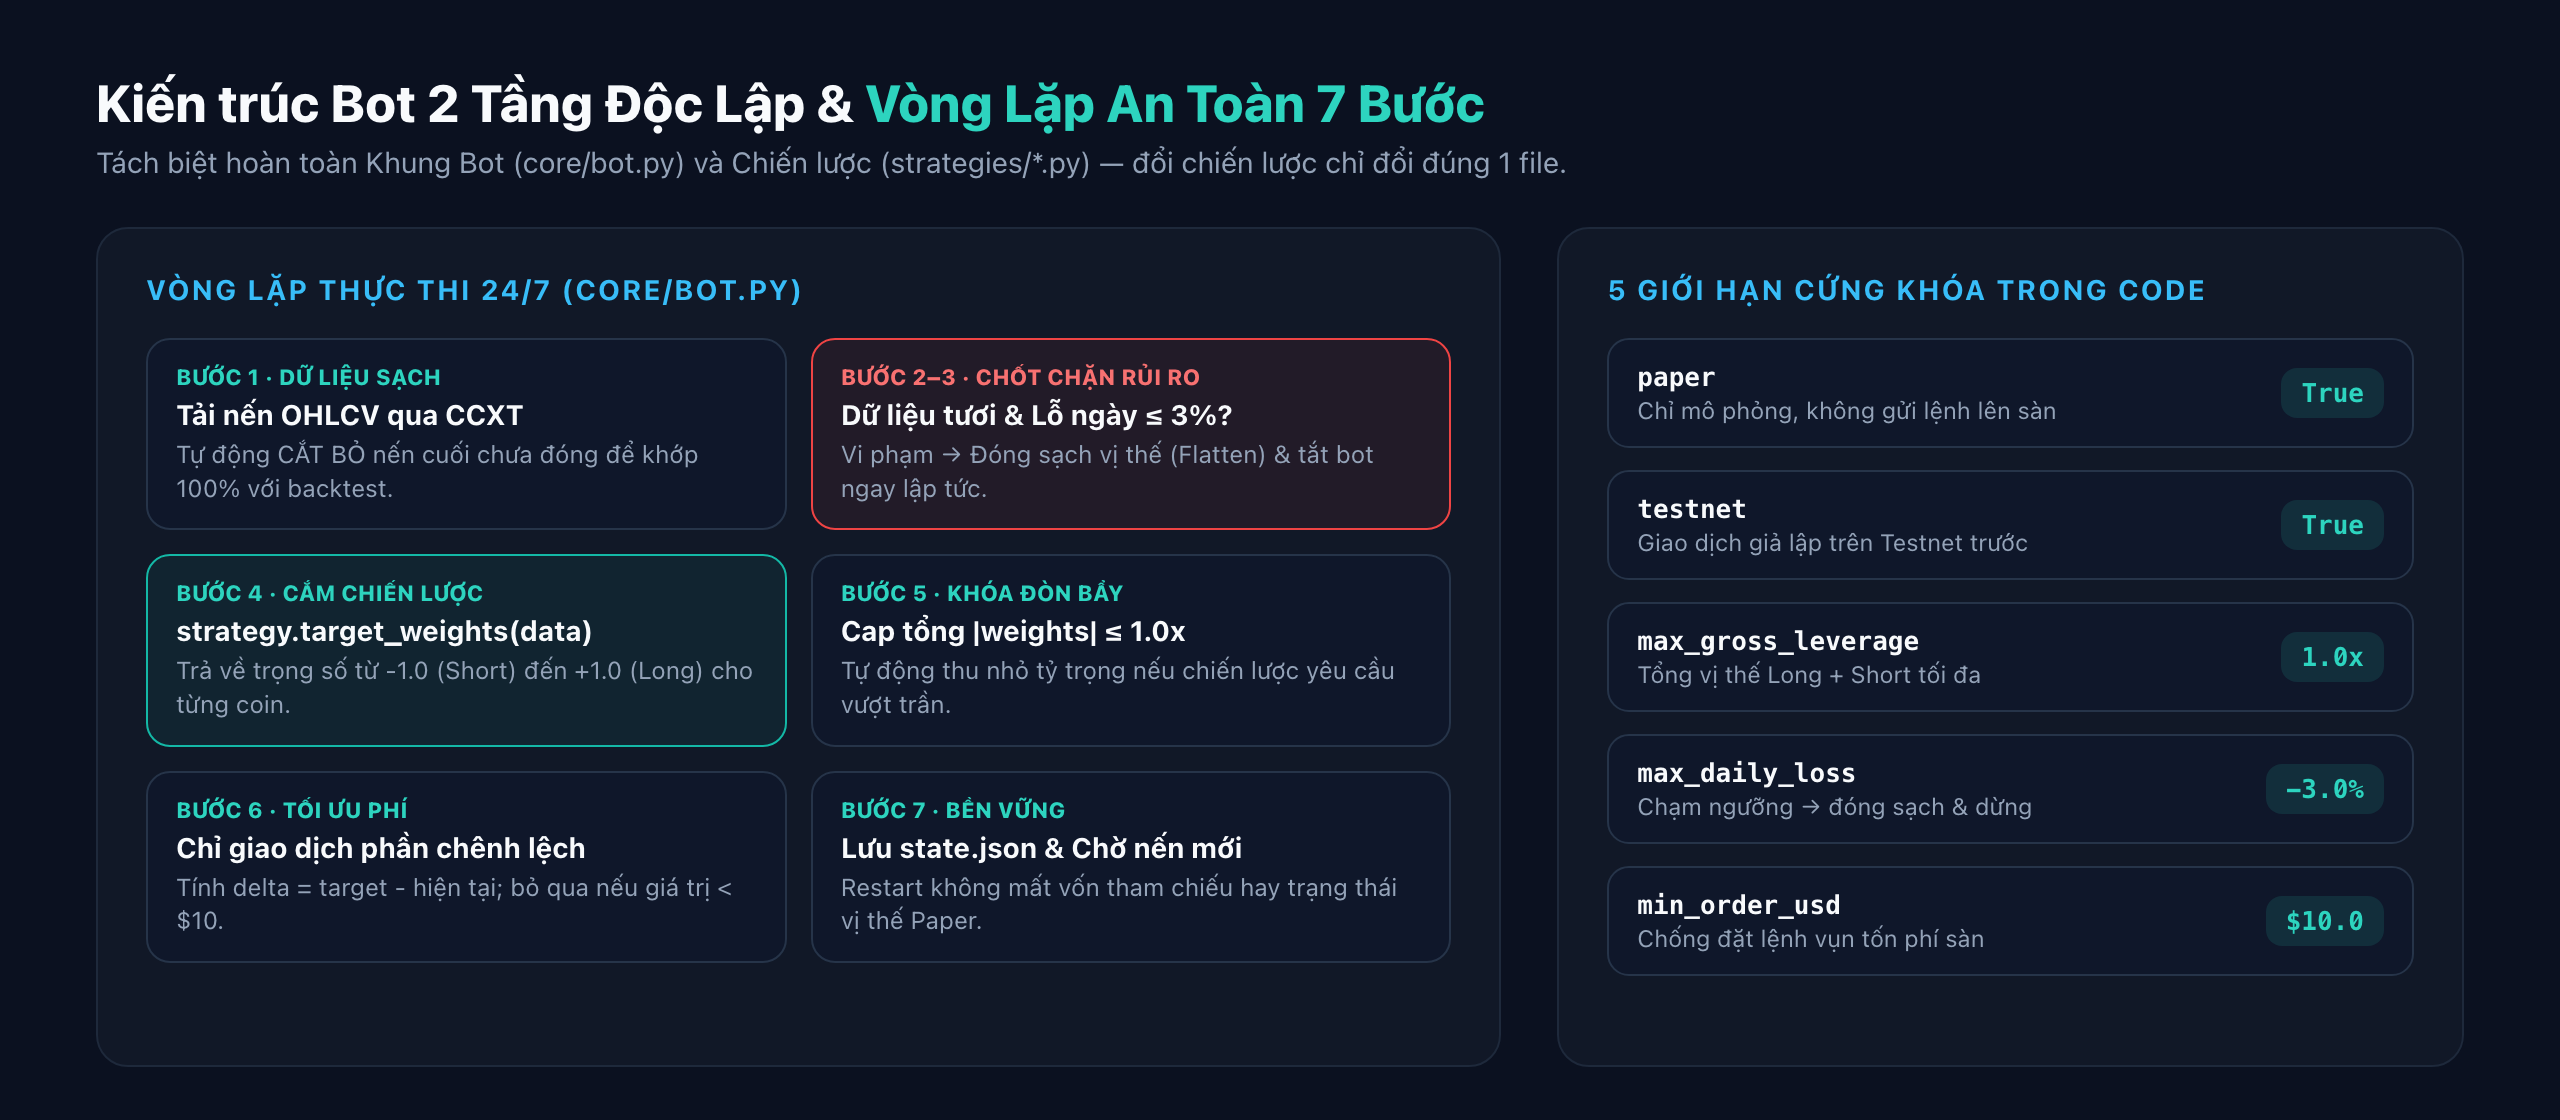 Kiến trúc Bot 2 Tầng Độc Lập & Vòng Lặp An Toàn 7 Bước
Tách biệt hoàn toàn Khung Bot (core/bot.py) và Chiến lược (strategies/*.py) — đổi chiến lược chỉ đổi đúng 1 file.
VÒNG LẶP THỰC THI 24/7 (CORE/BOT.PY)
BƯỚC 1 · DỮ LIỆU SẠCH
Tải nến OHLCV qua CCXT
Tự động CẮT BỎ nến cuối chưa đóng để khớp
100% với backtest.
BƯỚC 2–3 · CHỐT CHẶN RỦI RO
Dữ liệu tươi & Lỗ ngày ≤ 3%?
Vi phạm → Đóng sạch vị thế (Flatten) & tắt bot
ngay lập tức.
BƯỚC 4 · CẮM CHIẾN LƯỢC
strategy.target_weights(data)
Trả về trọng số từ -1.0 (Short) đến +1.0 (Long) cho
từng coin.
BƯỚC 5 · KHÓA ĐÒN BẨY
Cap tổng |weights| ≤ 1.0x
Tự động thu nhỏ tỷ trọng nếu chiến lược yêu cầu
vượt trần.
BƯỚC 6 · TỐI ƯU PHÍ
Chỉ giao dịch phần chênh lệch
Tính delta = target - hiện tại; bỏ qua nếu giá trị <
$10.
BƯỚC 7 · BỀN VỮNG
Lưu state.json & Chờ nến mới
Restart không mất vốn tham chiếu hay trạng thái
vị thế Paper.
5 GIỚI HẠN CỨNG KHÓA TRONG CODE
paper
Chỉ mô phỏng, không gửi lệnh lên sàn
True
testnet
Giao dịch giả lập trên Testnet trước
True
max_gross_leverage
Tổng vị thế Long + Short tối đa
1.0x
max_daily_loss
Chạm ngưỡng → đóng sạch & dừng
−3.0%
min_order_usd
Chống đặt lệnh vụn tốn phí sàn
$10.0